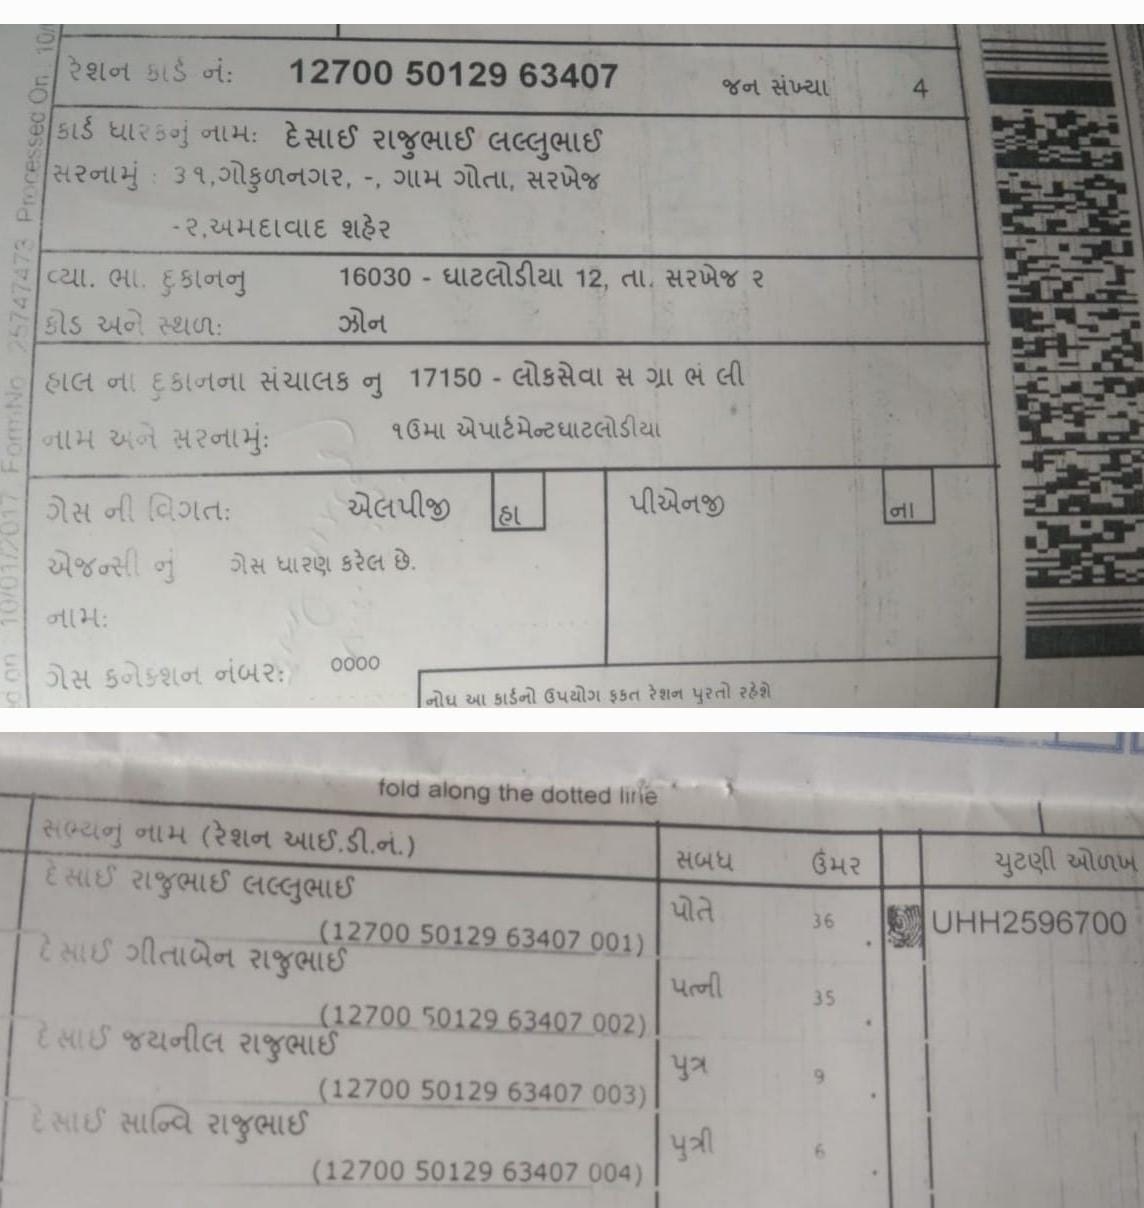 રેશન કાર્ડ નં: 12700 50129 63407 જન સંખ્યા 4
કાર્ડ ધારકનું નામ: દેસાઈ રાજુભાઈ લલ્લુભાઈ
સરનામું : ૩૧,ગોકુળનગર, -, ગામ ગોતા, સરખેજ
-૨,અમદાવાદ શહેર
વ્યા. ભા. દુકાનનુ 16030 - ઘાટલોડીયા 12, તા. સરખેજ ૨
કોડ અને સ્થળ: ઝોન
હાલ ના દુકાનના સંચાલક નુ 17150 - લોકસેવા સ ગ્રા ભં લી
નામ અને સરનામું: ૧ઉમા એપાર્ટમેન્ટઘાટલોડીયા
ગેસ ની વિગત: એલપીજી હા પીએનજી ના
એજન્સી નું ગેસ ધારણ કરેલ છે.
નામ:
ગેસ કનેકશન નંબર: 0000
નોધ આ કાર્ડનો ઉપયોગ ફકત રેશન પુરતો રહેશે
10/01/2017 Form No 25747473 Processed On
fold along the dotted line
સભ્યનું નામ (રેશન આઈ.ડી.નં.) સબધ ઉંમર ચુટણી ઓળખ
દેસાઈ રાજુભાઈ લલ્લુભાઈ પોતે 36 UHH2596700
(12700 50129 63407 001)
દેસાઈ ગીતાબેન રાજુભાઈ પત્ની 35
(12700 50129 63407 002)
દેસાઈ જયનીલ રાજુભાઈ પુત્ર 9
(12700 50129 63407 003)
દેસાઈ સાન્વિ રાજુભાઈ પુત્રી 6
(12700 50129 63407 004)